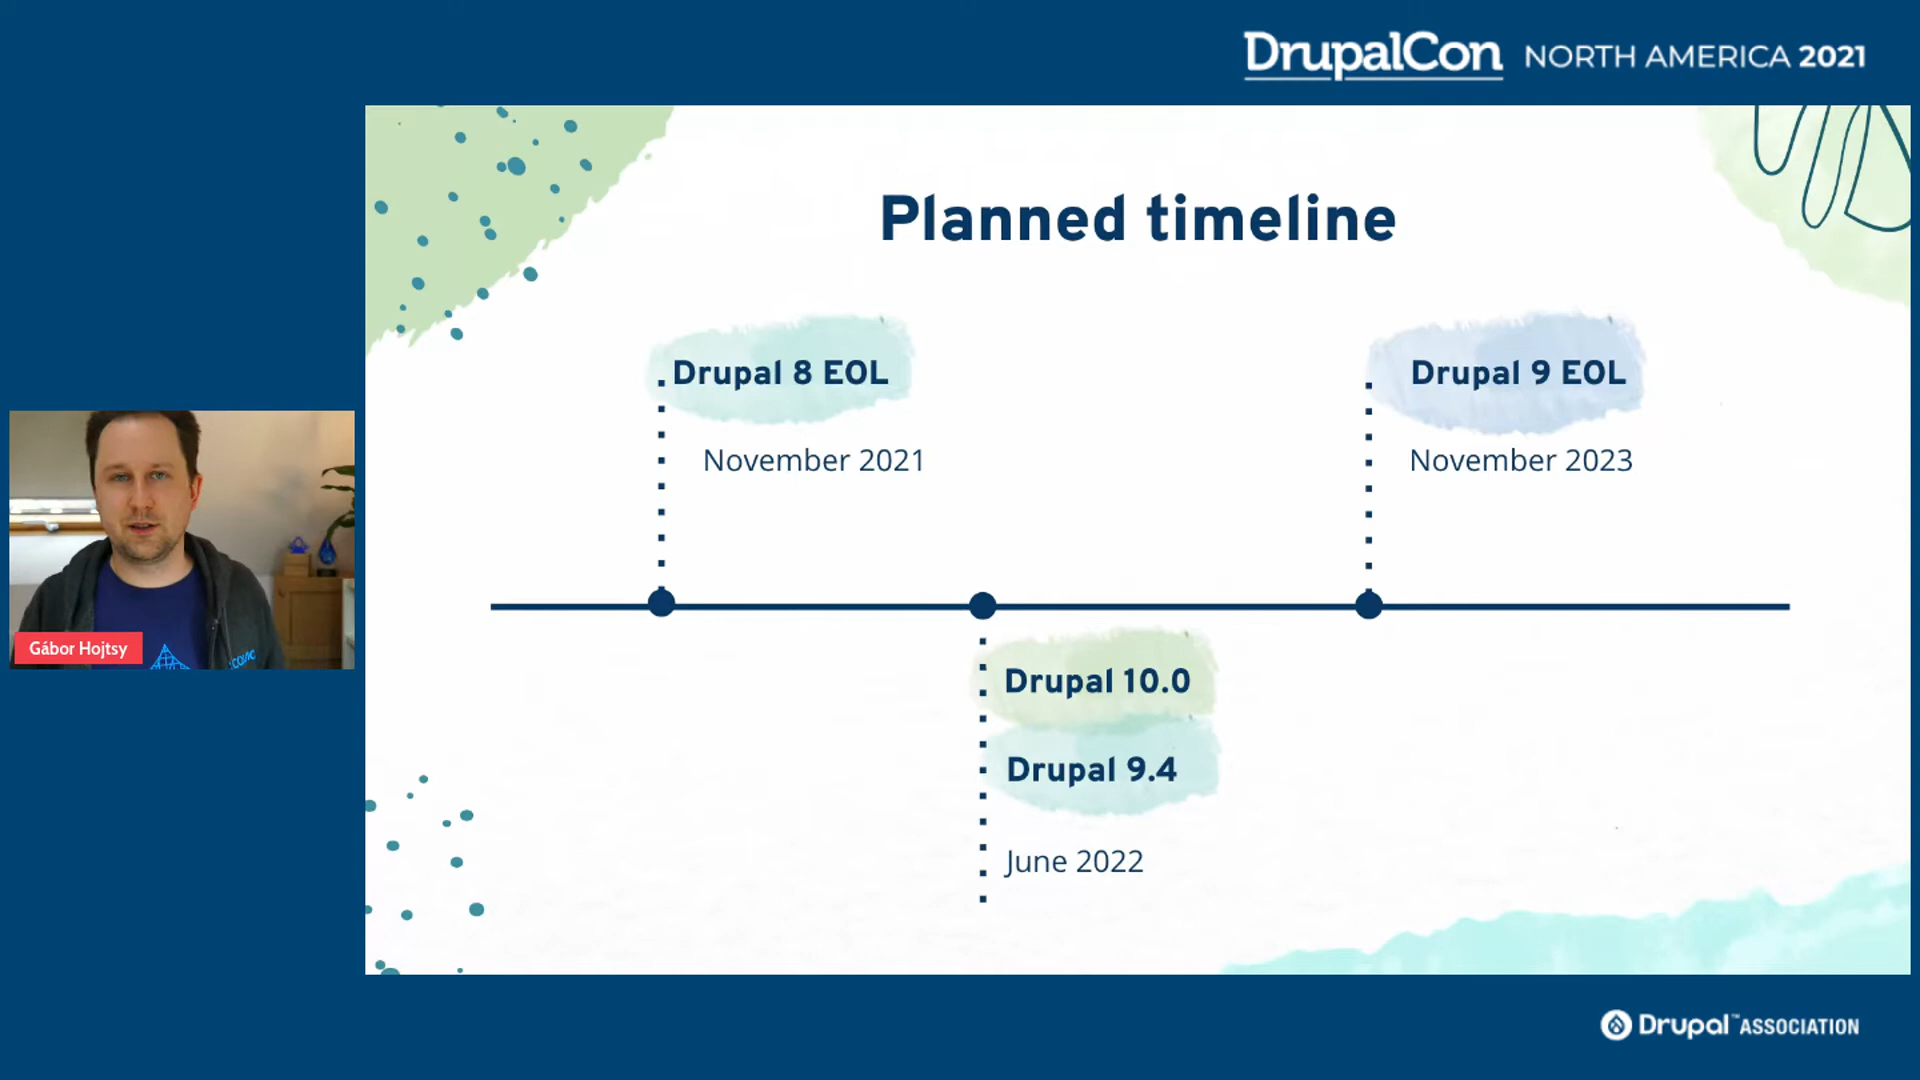 DrupalCon NORTH AMERICA 2021
Planned timeline
Drupal 8 EOL
November 2021
Drupal 9 EOL
November 2023
Gábor Hojtsy
Drupal 10.0
Drupal 9.4
June 2022
Drupal™ ASSOCIATION